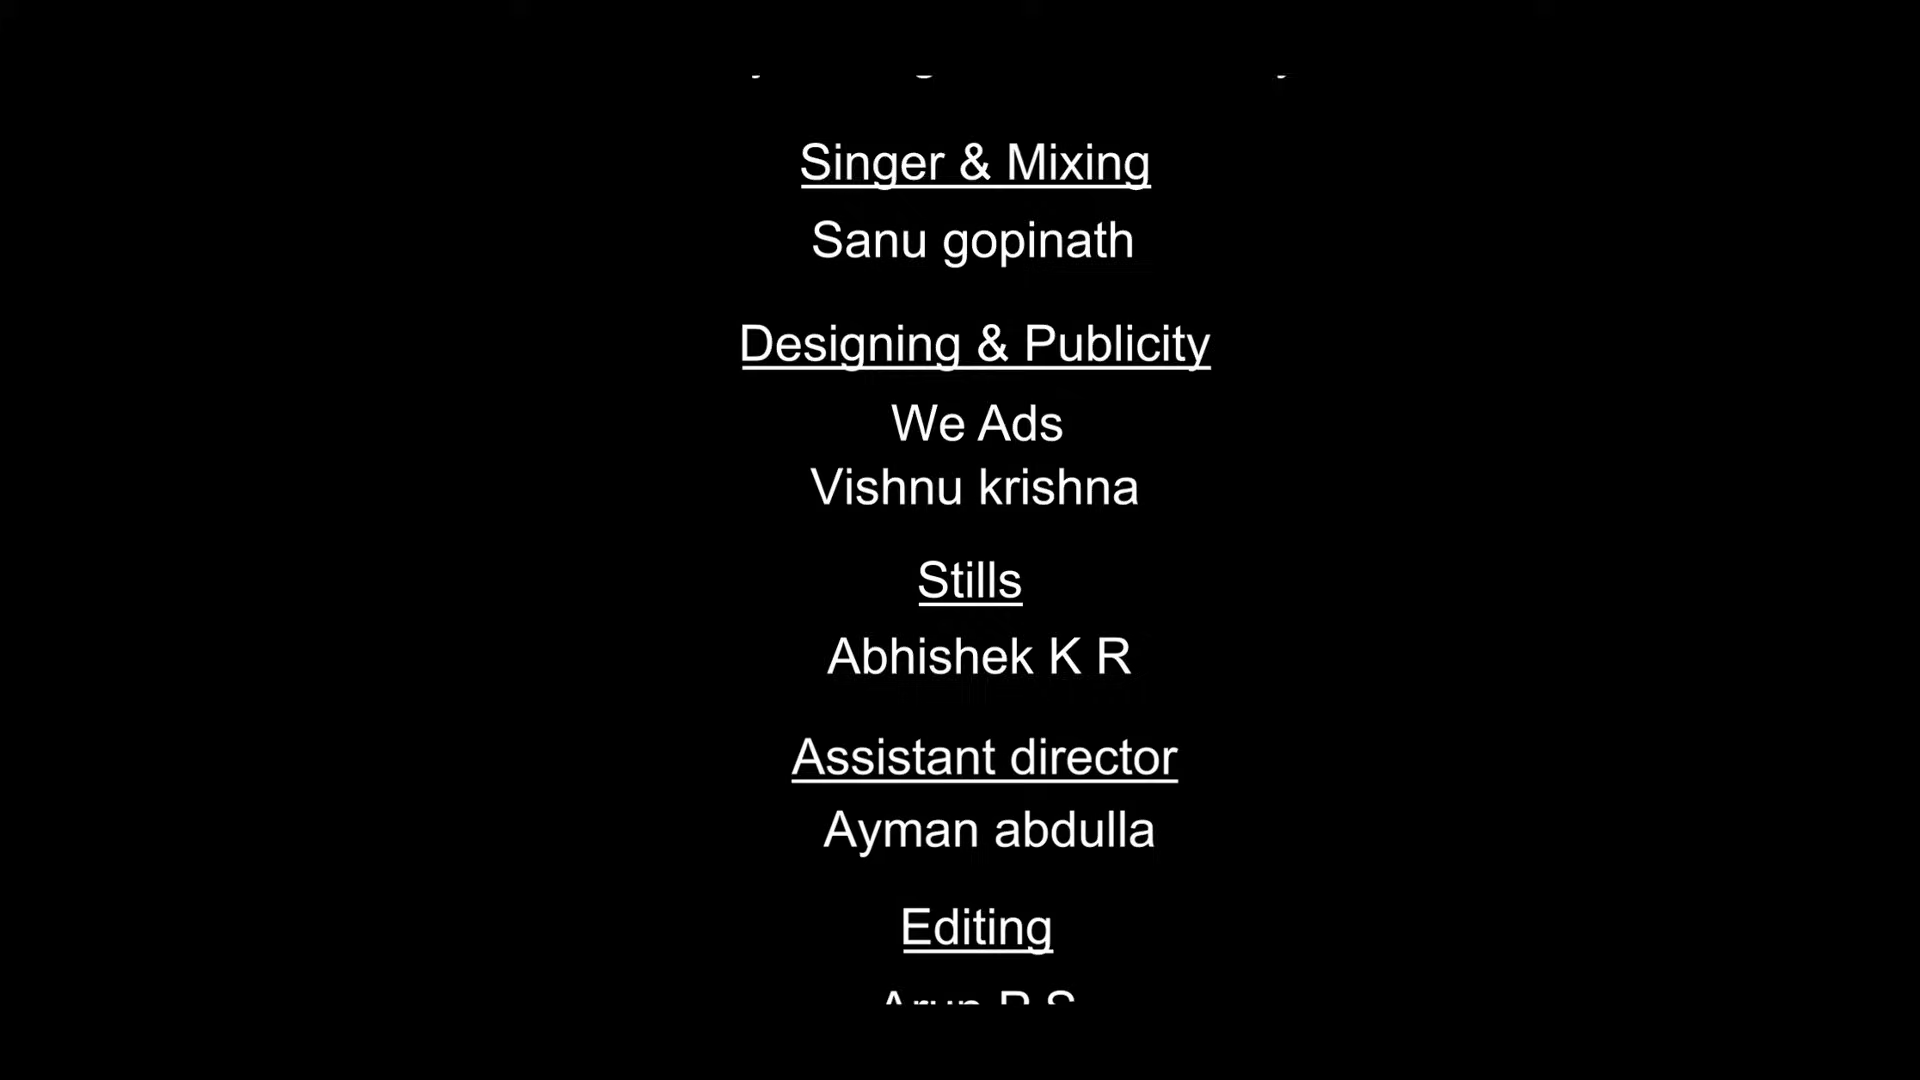 Singer & Mixing
Sanu gopinath
Designing & Publicity
We Ads
Vishnu krishna
Stills
Abhishek K R
Assistant director
Ayman abdulla
Editing